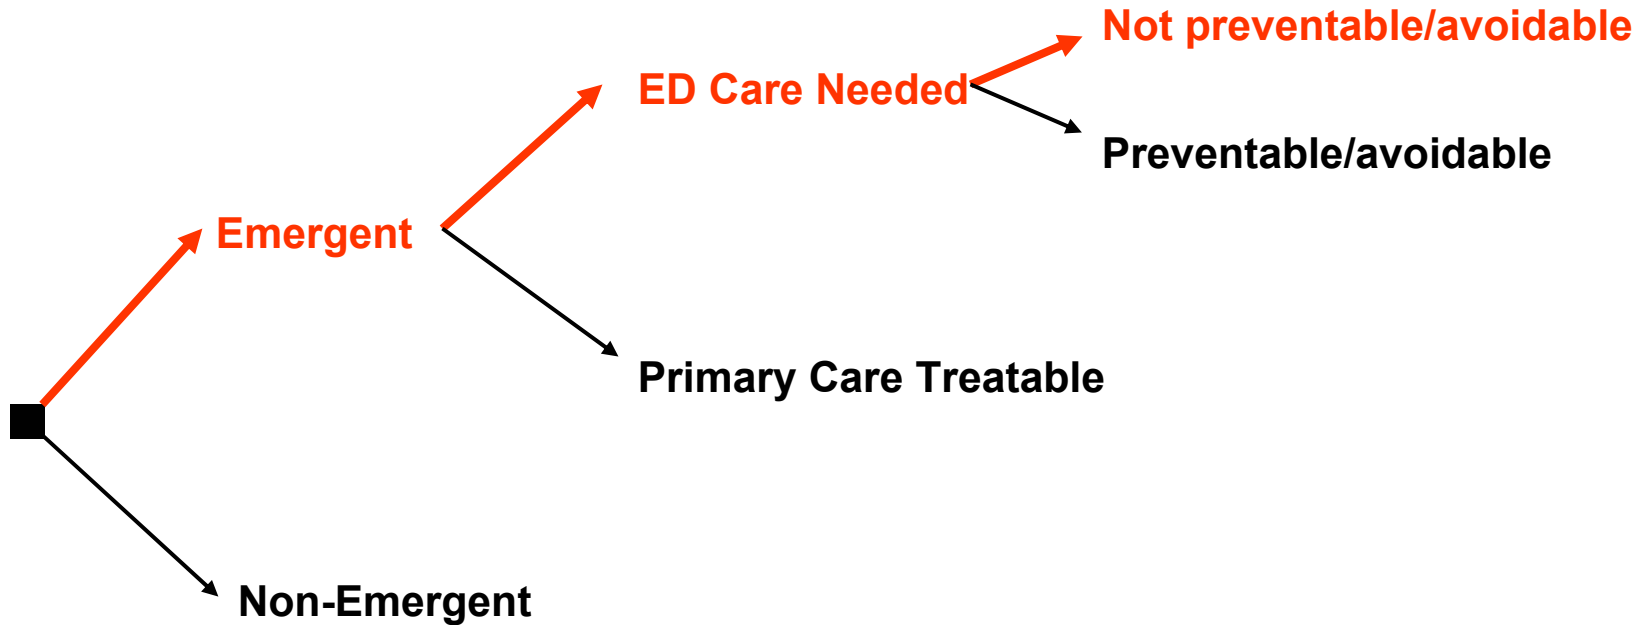 Not preventable/avoidable
ED Care Needed
Preventable/avoidable
Emergent
Primary Care Treatable
Non-Emergent